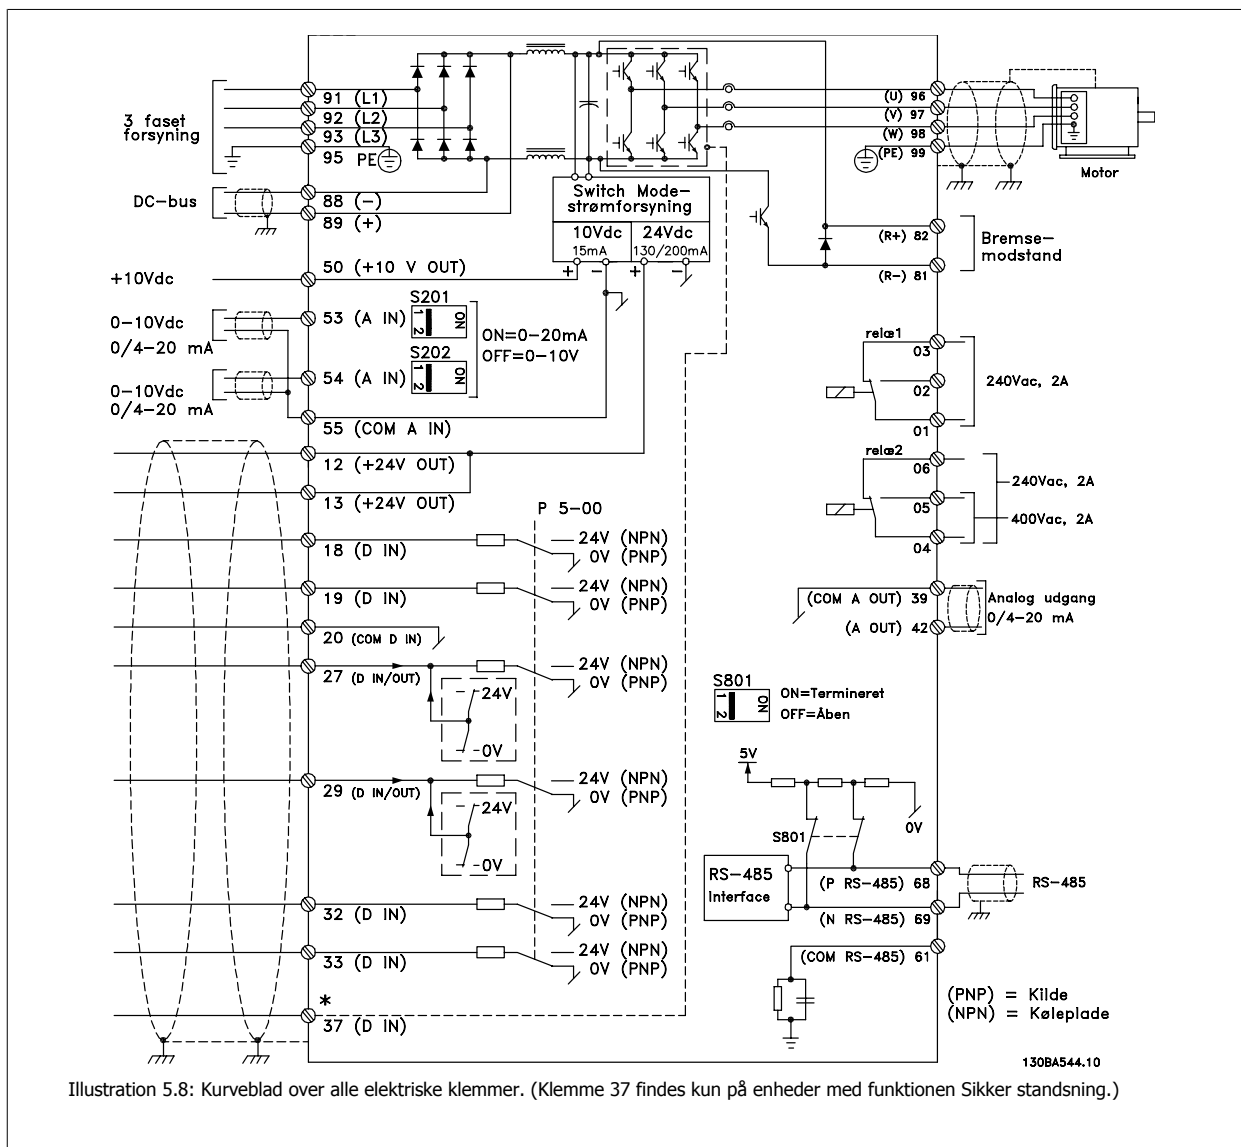 3 faset
forsyning
91 (L1)
92 (L2)
93 (L3)
95 PE
DC-bus
88 (-)
89 (+)
+10Vdc
50 (+10 V OUT)
0-10Vdc
0/4-20 mA
53 (A IN)
S201
1 2
ON
ON=0-20mA
OFF=0-10V
S202
1 2
ON
0-10Vdc
0/4-20 mA
54 (A IN)
55 (COM A IN)
12 (+24V OUT)
13 (+24V OUT)
P 5-00
18 (D IN)
24V (NPN)
0V (PNP)
19 (D IN)
24V (NPN)
0V (PNP)
20 (COM D IN)
27 (D IN/OUT)
24V (NPN)
0V (PNP)
24V
0V
29 (D IN/OUT)
24V (NPN)
0V (PNP)
24V
0V
32 (D IN)
24V (NPN)
0V (PNP)
33 (D IN)
24V (NPN)
0V (PNP)
*
37 (D IN)
Switch Mode-
strømforsyning
10Vdc
15mA
24Vdc
130/200mA
+ - + -
(U) 96
(V) 97
(W) 98
(PE) 99
Motor
(R+) 82
(R-) 81
Bremse-
modstand
relæ1
03
02
01
240Vac, 2A
relæ2
06
05
04
240Vac, 2A
400Vac, 2A
(COM A OUT) 39
(A OUT) 42
Analog udgang
0/4-20 mA
S801
1 2
ON
ON=Termineret
OFF=Åben
5V
0V
S801
RS-485
Interface
(P RS-485) 68
(N RS-485) 69
RS-485
(COM RS-485) 61
(PNP) = Kilde
(NPN) = Køleplade
130BA544.10
Illustration 5.8: Kurveblad over alle elektriske klemmer. (Klemme 37 findes kun på enheder med funktionen Sikker standsning.)